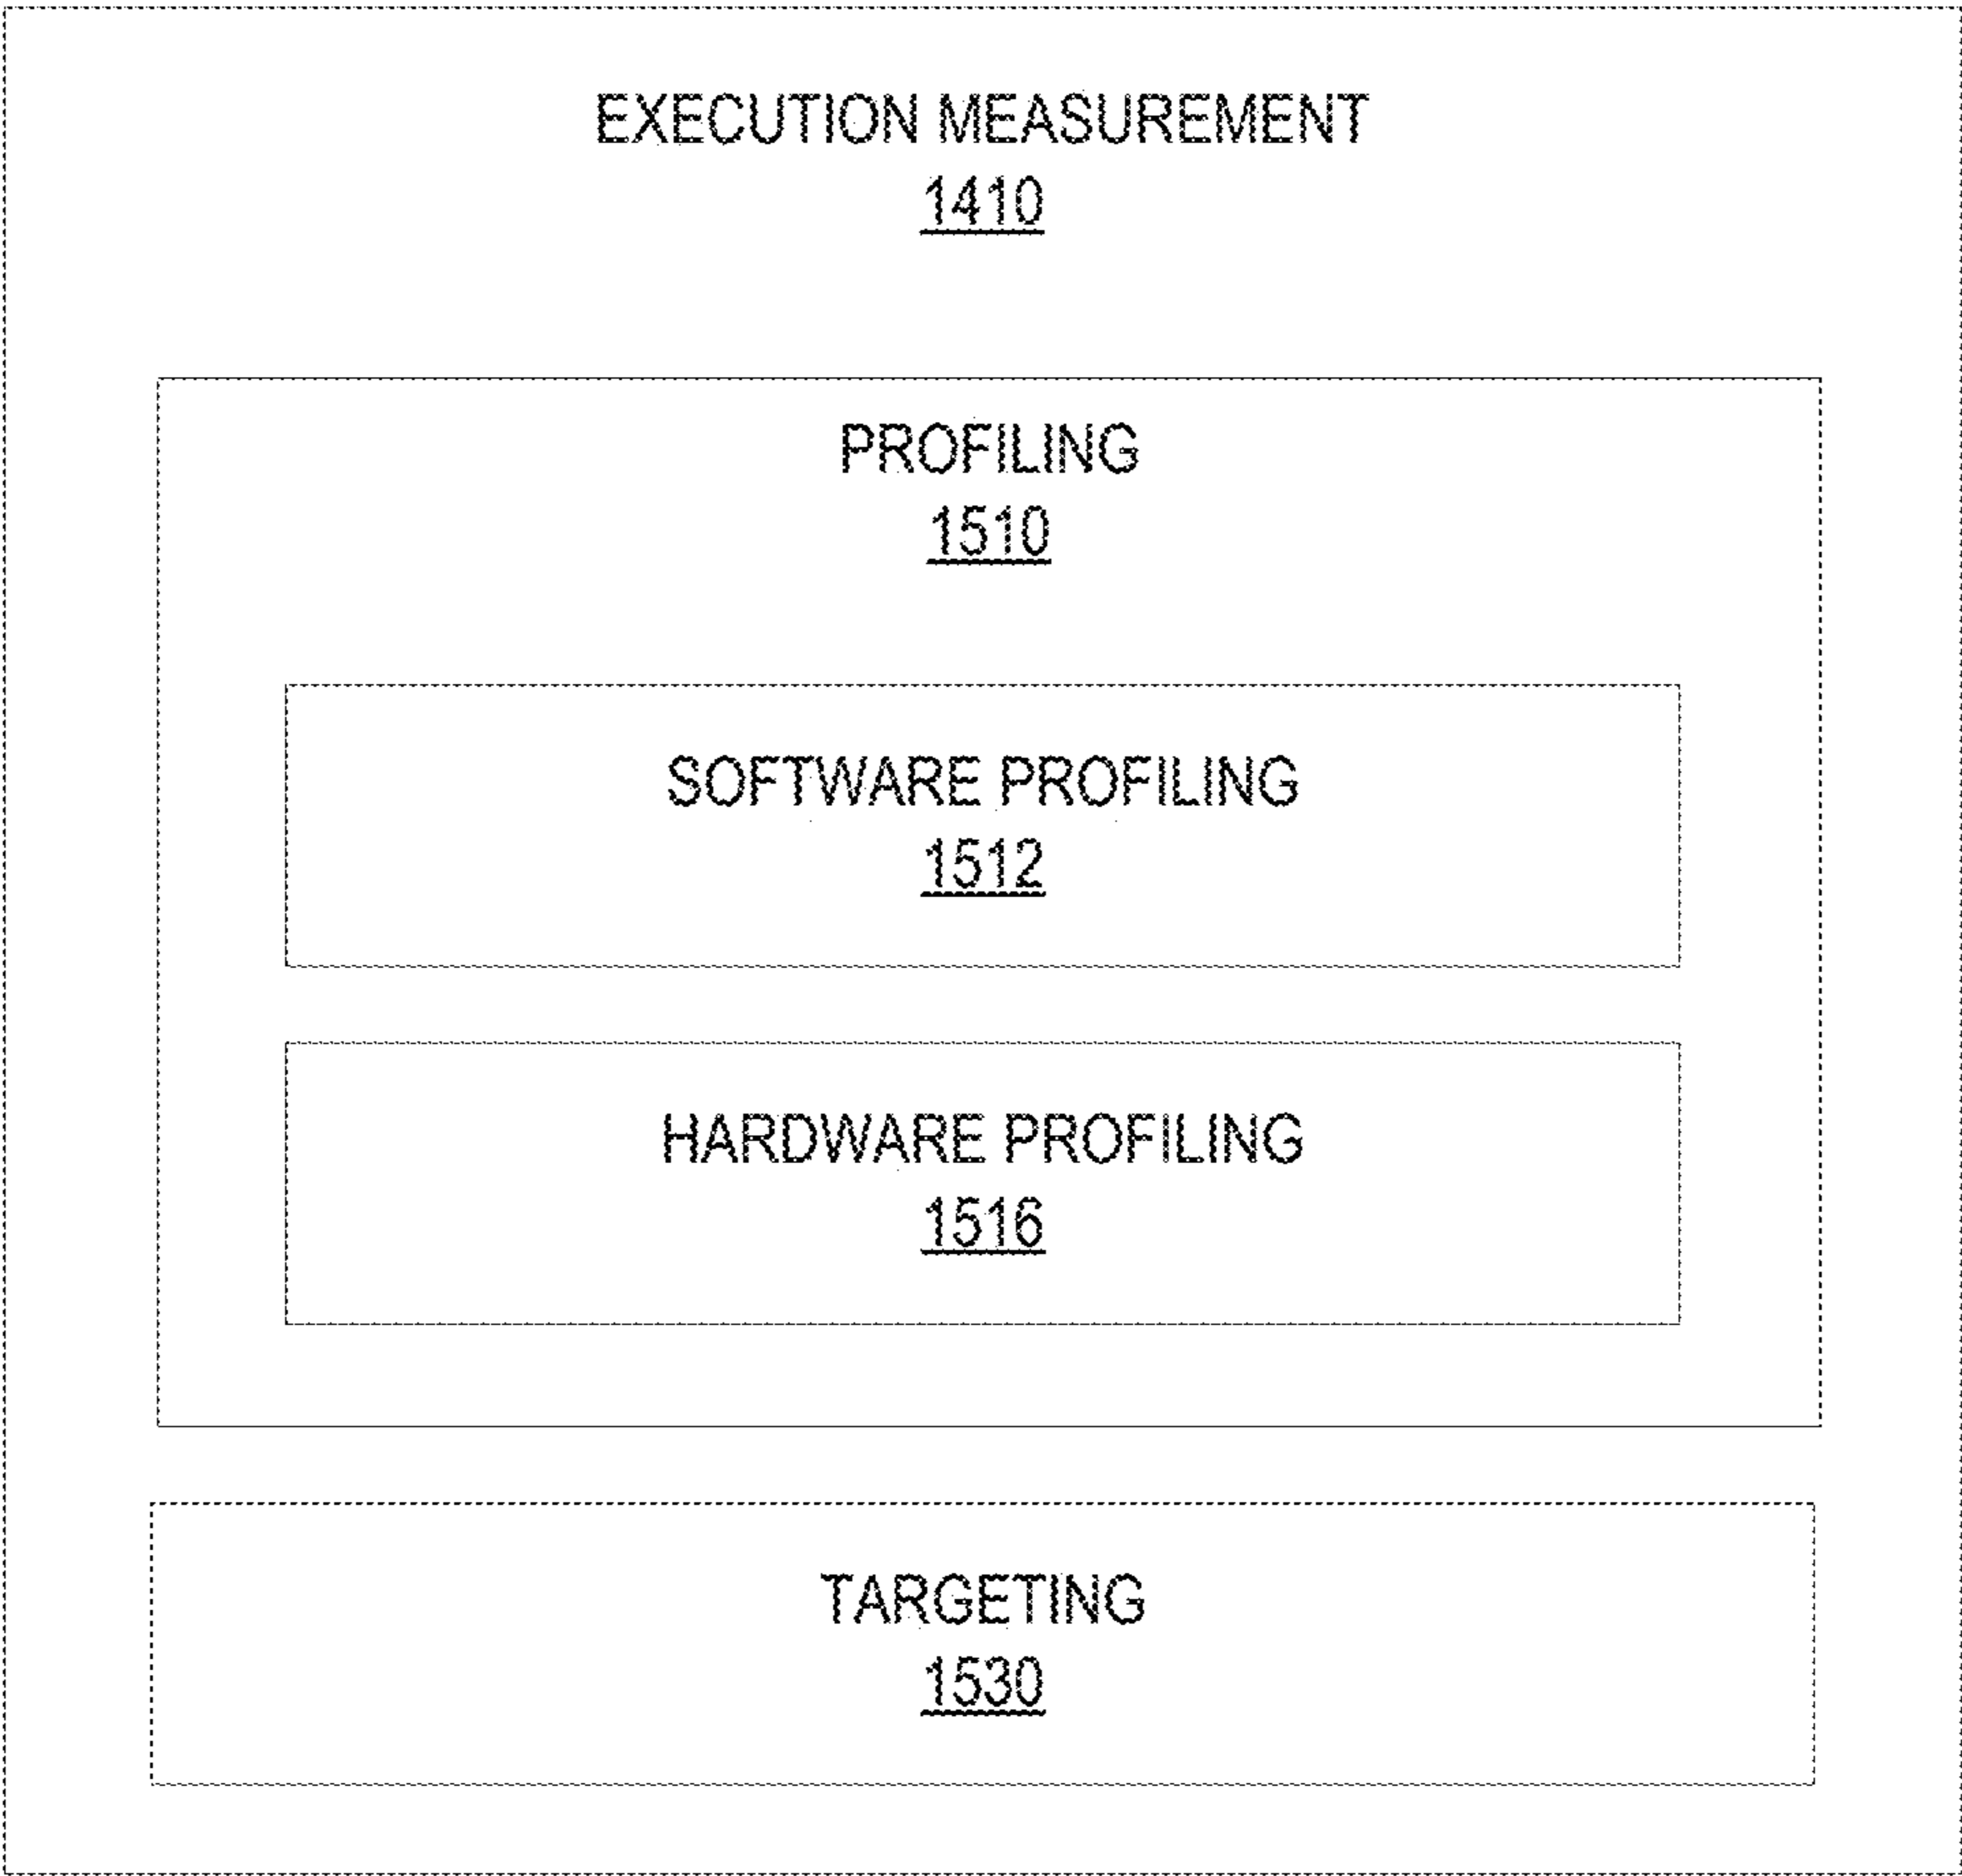 EXECUTION MEASUREMENT
1410
PROFILING
1510
SOFTWARE PROFILING
1512
HARDWARE PROFILING
1516
TARGETING
1530